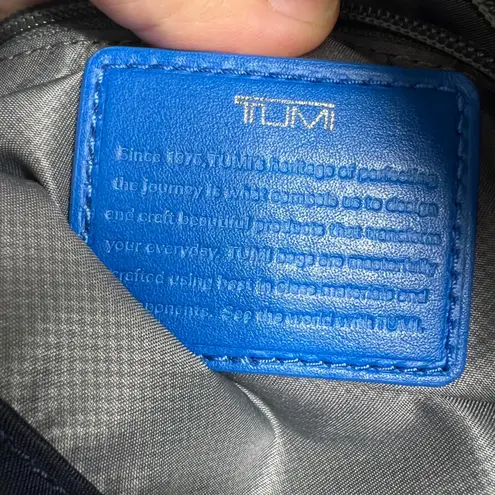 TUMI
Since 1975, TUMI's heritage of perfecting
the journey is what compels us to design
and craft beautiful products that transform
your everyday. TUMI bags are masterfully
crafted using best in class materials and
ponents. See the world with TUMI.